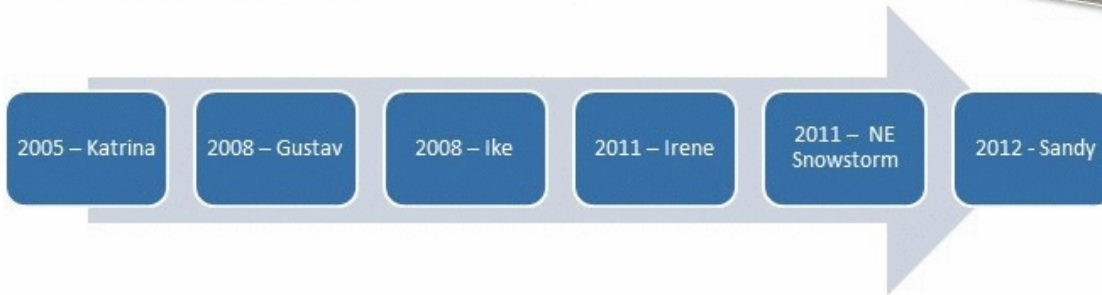 2005 – Katrina
2008 – Gustav
2008 – Ike
2011 – Irene
2011 – NE
Snowstorm
2012 - Sandy